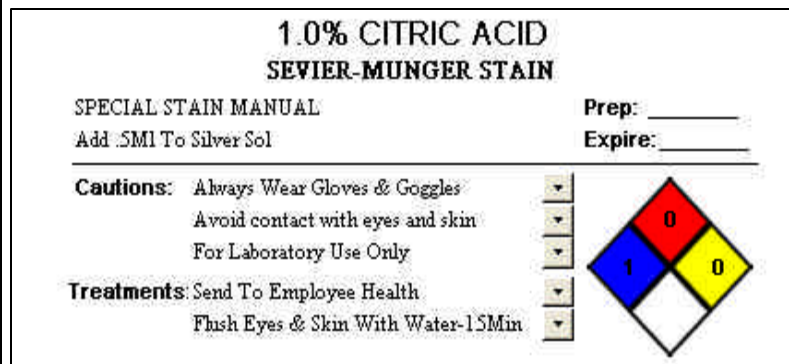 1.0% CITRIC ACID
SEVIER-MUNGER STAIN
SPECIAL STAIN MANUAL
Prep:
Add .5Ml To Silver Sol
Expire:
Cautions: Always Wear Gloves & Goggles
Avoid contact with eyes and skin
For Laboratory Use Only
Treatments: Send To Employee Health
Flush Eyes & Skin With Water-15Min
0
1
0